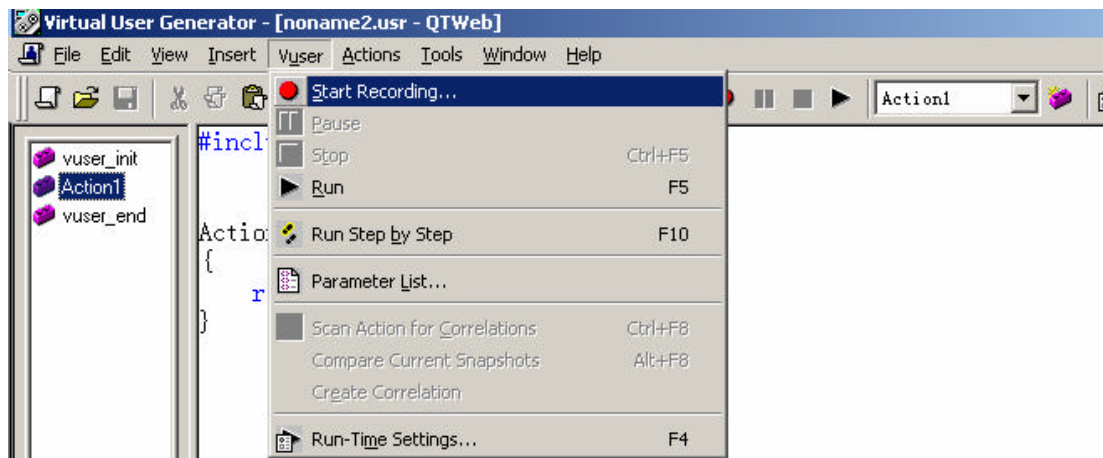 Virtual User Generator - [noname2.usr - QTWeb]
File Edit View Insert Vuser Actions Tools Window Help
Start Recording...
Action1
Pause
Stop Ctrl+F5
Run F5
Run Step by Step F10
Parameter List...
Scan Action for Correlations Ctrl+F8
Compare Current Snapshots Alt+F8
Create Correlation
Run-Time Settings... F4
vuser_init
Action1
vuser_end
#incl
Actio
{
r
}